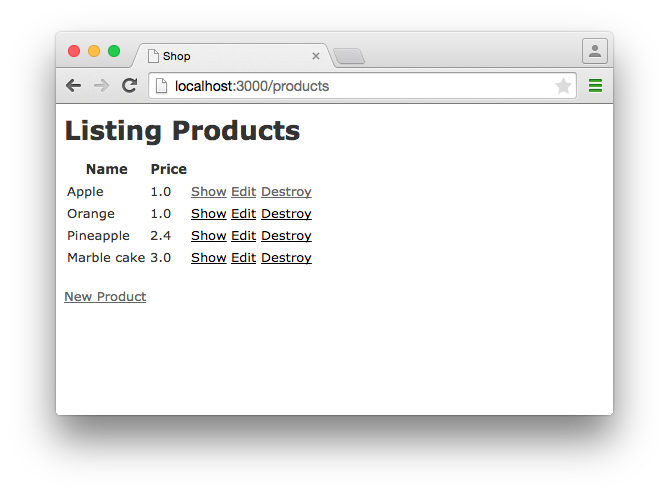 Shop
localhost:3000/products
Listing Products
Name Price
Apple 1.0 Show Edit Destroy
Orange 1.0 Show Edit Destroy
Pineapple 2.4 Show Edit Destroy
Marble cake 3.0 Show Edit Destroy
New Product